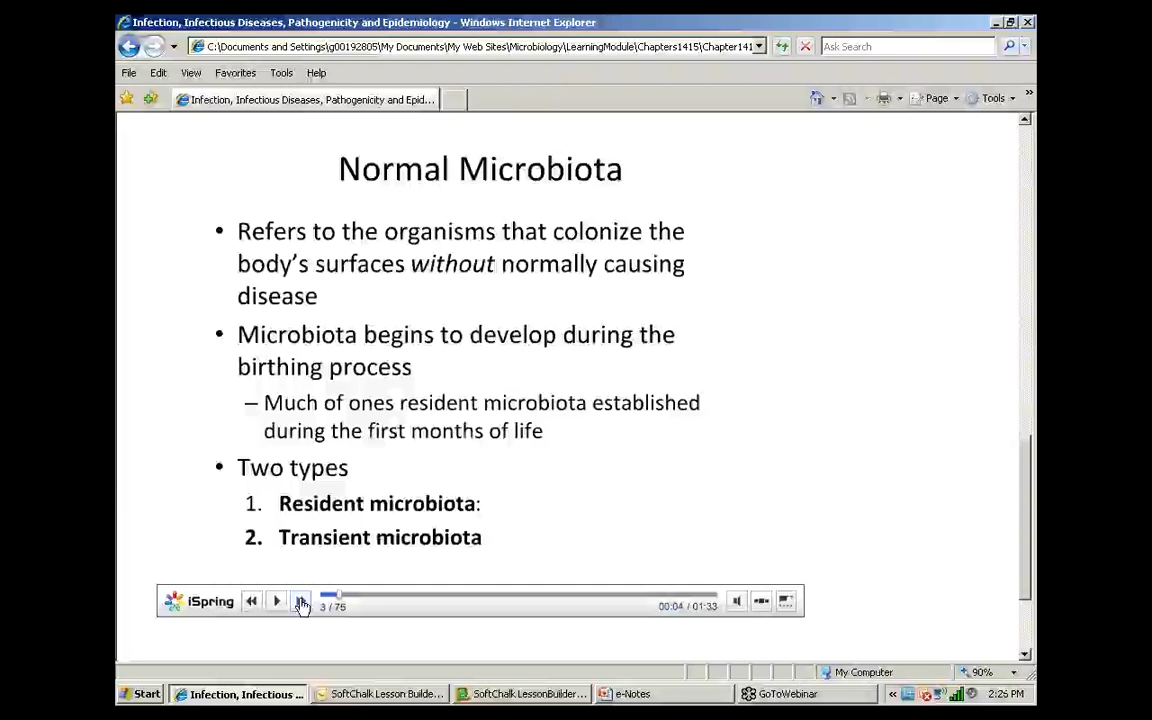 Infection, Infectious Diseases, Pathogenicity and Epidemiology - Windows Internet Explorer
C:\Documents and Settings\g00192805\My Documents\My Web Sites\Microbiology\LearningModule\Chapters1415\Chapter141
Ask Search
File Edit View Favorites Tools Help
Infection, Infectious Diseases, Pathogenicity and Epid...
Page Tools »
Normal Microbiota
• Refers to the organisms that colonize the
body's surfaces without normally causing
disease
• Microbiota begins to develop during the
birthing process
– Much of ones resident microbiota established
during the first months of life
• Two types
1. Resident microbiota:
2. Transient microbiota
iSpring
3 / 75
00:04 / 01:33
My Computer
90%
Start
Infection, Infectious ...
SoftChalk Lesson Builde...
SoftChalk LessonBuilder...
e-Notes
GoToWebinar
« 2:26 PM